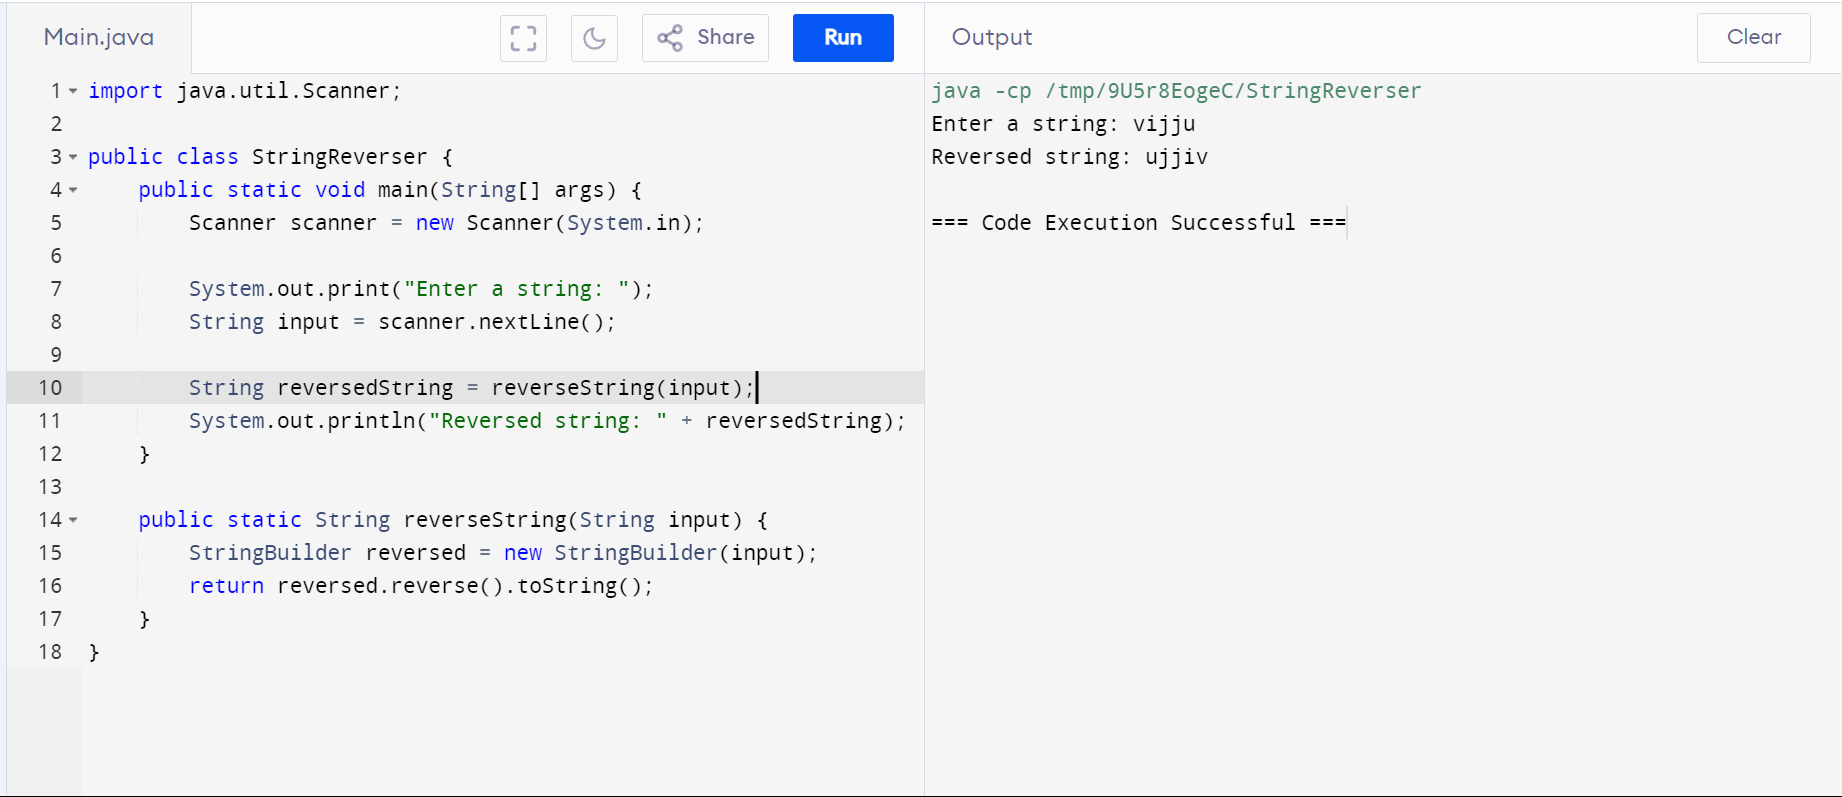 Main.java
Share
Run
1 import java.util.Scanner;
2
3 public class StringReverser {
4     public static void main(String[] args) {
5         Scanner scanner = new Scanner(System.in);
6
7         System.out.print("Enter a string: ");
8         String input = scanner.nextLine();
9
10         String reversedString = reverseString(input);
11         System.out.println("Reversed string: " + reversedString);
12     }
13
14     public static String reverseString(String input) {
15         StringBuilder reversed = new StringBuilder(input);
16         return reversed.reverse().toString();
17     }
18 }
Output
Clear
java -cp /tmp/9U5r8EogeC/StringReverser
Enter a string: vijju
Reversed string: ujjiv
=== Code Execution Successful ===